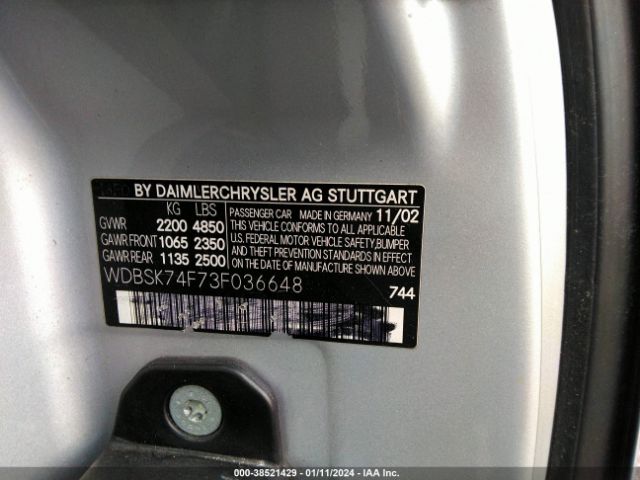 BY DAIMLERCHRYSLER AG STUTTGART
KG LBS
GVWR 2200 4850
GAWR.FRONT 1065 2350
GAWR.REAR 1135 2500
PASSENGER CAR MADE IN GERMANY 11/02
THIS VEHICLE CONFORMS TO ALL APPLICABLE
U.S. FEDERAL MOTOR VEHICLE SAFETY,BUMPER
AND THEFT PREVENTION STANDARDS IN EFFECT
ON THE DATE OF MANUFACTURE SHOWN ABOVE.
WDBSK74F73F036648
744
000-38521429 - 01/11/2024 - IAA Inc.